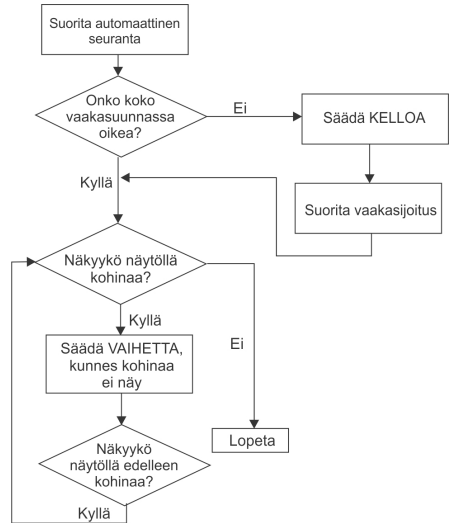 Suorita automaattinen
seuranta
Onko koko
vaakasuunnassa
oikea?
Ei
Säädä KELLOA
Kyllä
Suorita vaakasijoitus
Näkyykö näytöllä
kohinaa?
Kyllä
Ei
Säädä VAIHETTA,
kunnes kohinaa
ei näy
Lopeta
Näkyykö
näytöllä edelleen
kohinaa?
Kyllä